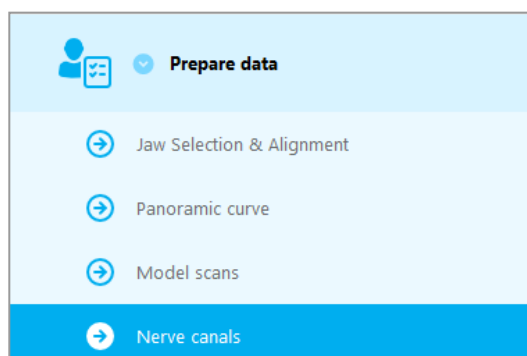 Prepare data
Jaw Selection & Alignment
Panoramic curve
Model scans
Nerve canals